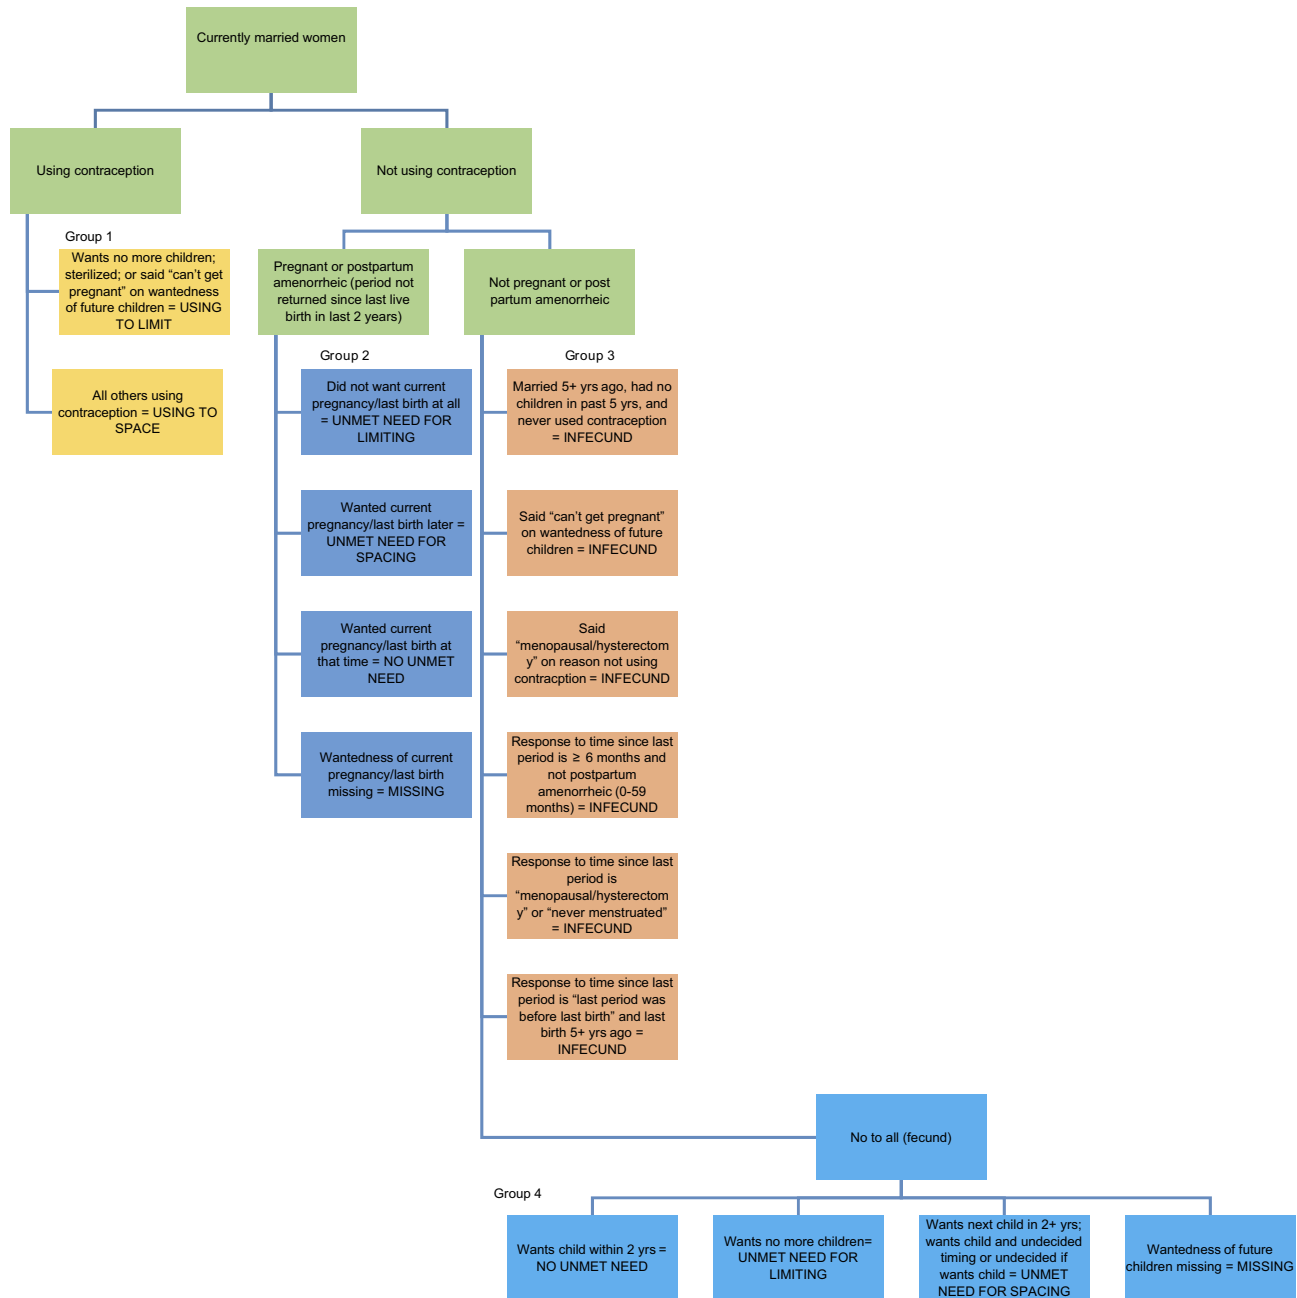 Currently married women
Using contraception
Not using contraception
Group 1
Wants no more children;
sterilized; or said “can’t get
pregnant” on wantedness
of future children = USING
TO LIMIT
All others using
contraception = USING TO
SPACE
Pregnant or postpartum
amenorrheic (period not
returned since last live
birth in last 2 years)
Not pregnant or post
partum amenorrheic
Group 2
Did not want current
pregnancy/last birth at all
= UNMET NEED FOR
LIMITING
Wanted current
pregnancy/last birth later =
UNMET NEED FOR
SPACING
Wanted current
pregnancy/last birth at
that time = NO UNMET
NEED
Wantedness of current
pregnancy/last birth
missing = MISSING
Group 3
Married 5+ yrs ago, had no
children in past 5 yrs, and
never used contraception
= INFECUND
Said “can’t get pregnant”
on wantedness of future
children = INFECUND
Said
“menopausal/hysterectom
y” on reason not using
contracption = INFECUND
Response to time since last
period is ≥ 6 months and
not postpartum
amenorrheic (0-59
months) = INFECUND
Response to time since last
period is
“menopausal/hysterectom
y” or “never menstruated”
= INFECUND
Response to time since last
period is “last period was
before last birth” and last
birth 5+ yrs ago =
INFECUND
No to all (fecund)
Group 4
Wants child within 2 yrs =
NO UNMET NEED
Wants no more children=
UNMET NEED FOR
LIMITING
Wants next child in 2+ yrs;
wants child and undecided
timing or undecided if
wants child = UNMET
NEED FOR SPACING
Wantedness of future
children missing = MISSING